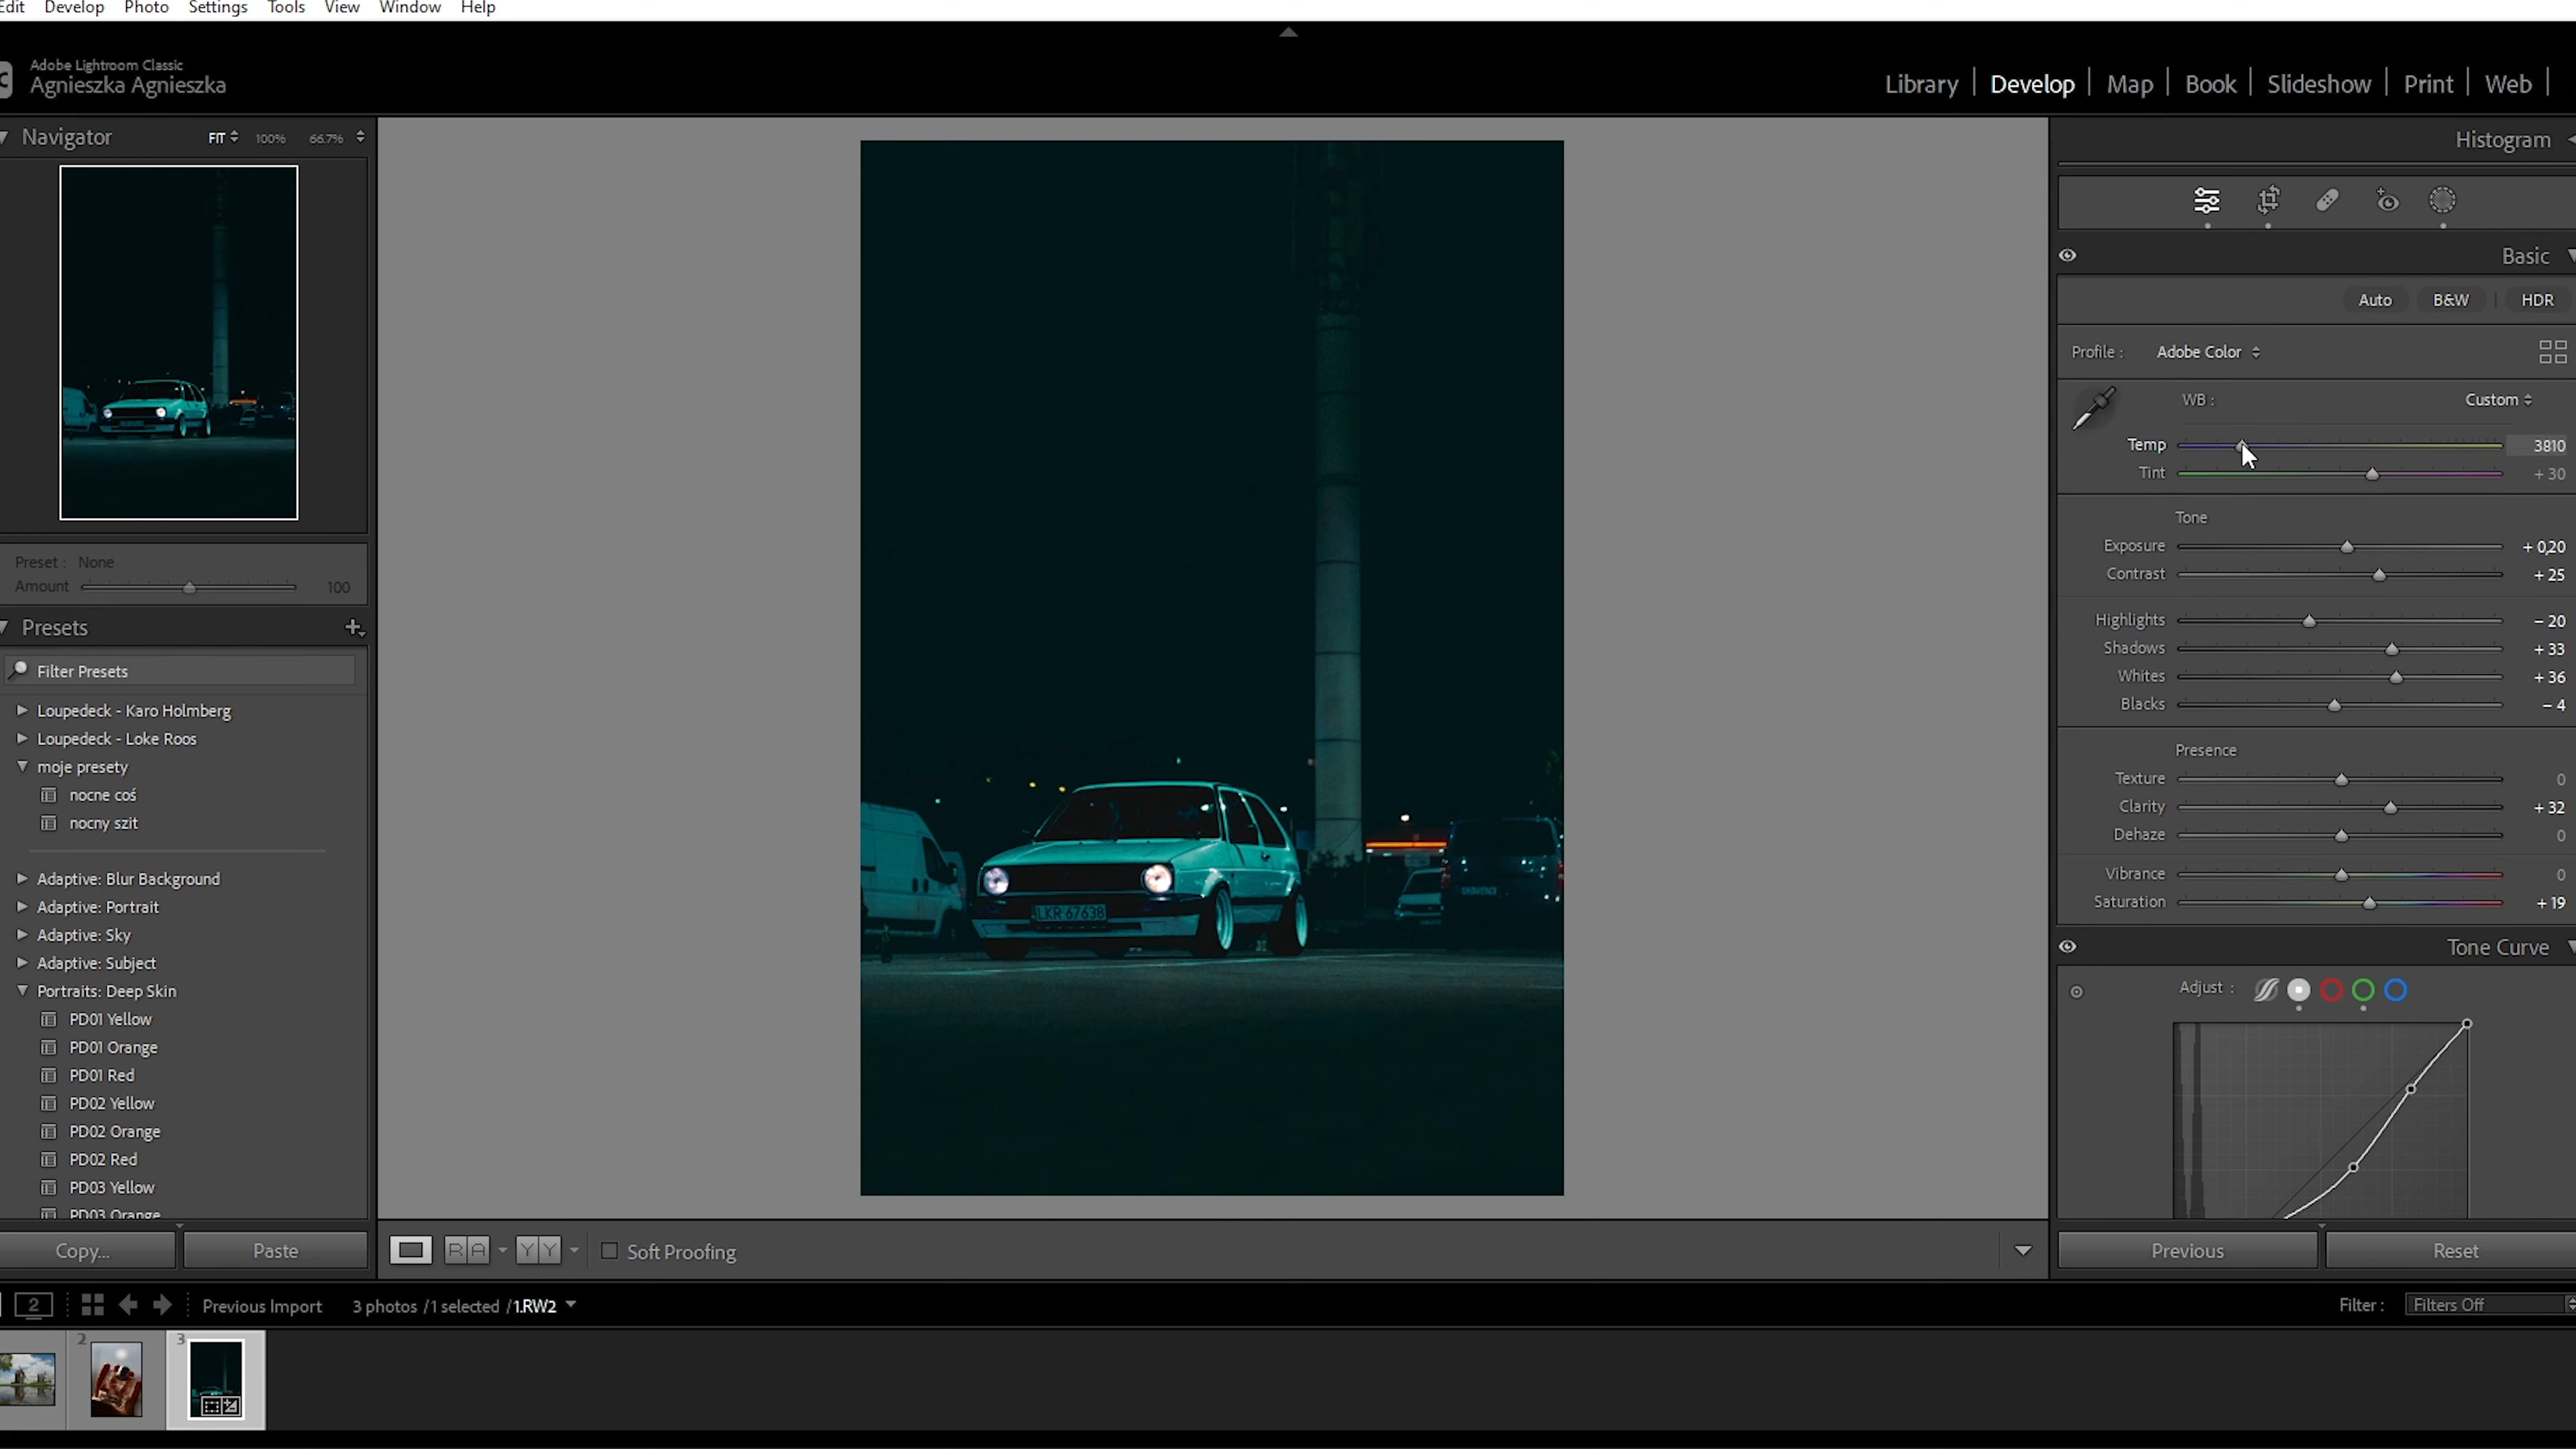 Edit Develop Photo Settings Tools View Window Help
Adobe Lightroom Classic
Agnieszka Agnieszka
Library | Develop | Map | Book | Slideshow | Print | Web |
Navigator FIT 100% 66.7%
Histogram
Basic
Auto B&W HDR
Profile : Adobe Color
WB : Custom
Temp 3810
Tint + 30
Tone
Exposure + 0,20
Contrast + 25
Highlights – 20
Shadows + 33
Whites + 36
Blacks – 4
Presence
Texture 0
Clarity + 32
Dehaze 0
Vibrance 0
Saturation + 19
Tone Curve
Adjust :
Preset : None
Amount 100
Presets
Filter Presets
Loupedeck - Karo Holmberg
Loupedeck - Loke Roos
moje presety
nocne coś
nocny szit
Adaptive: Blur Background
Adaptive: Portrait
Adaptive: Sky
Adaptive: Subject
Portraits: Deep Skin
PD01 Yellow
PD01 Orange
PD01 Red
PD02 Yellow
PD02 Orange
PD02 Red
PD03 Yellow
PD03 Orange
LKR 67638
Copy... Paste
RA YY Soft Proofing
Previous Reset
2 Previous Import 3 photos / 1 selected / 1.RW2
Filter : Filters Off
2 3